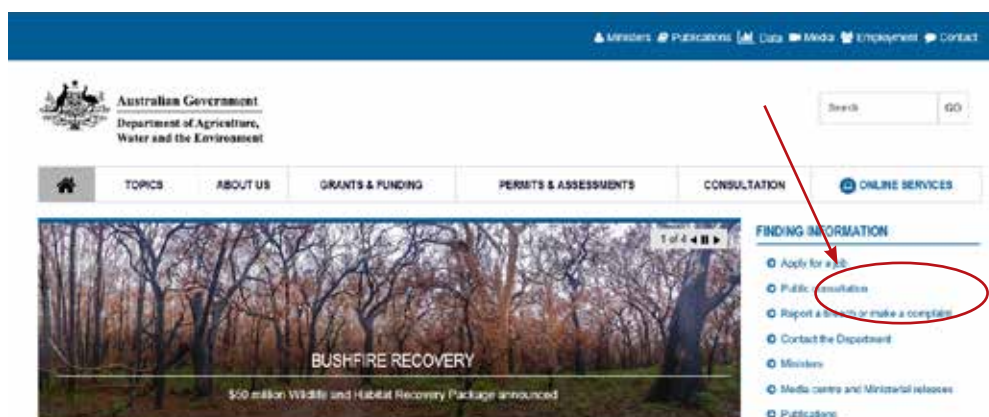 Ministers Publications Data Media Employment Contact
Australian Government
Department of Agriculture,
Water and the Environment
Search GO
TOPICS ABOUT US GRANTS & FUNDING PERMITS & ASSESSMENTS CONSULTATION ONLINE SERVICES
1 of 4
FINDING INFORMATION
Apply for a job
Public consultation
Report a breach or make a complaint
Contact the Department
Ministers
Media centre and Ministerial releases
Publications
BUSHFIRE RECOVERY
$50 million Wildlife and Habitat Recovery Package announced